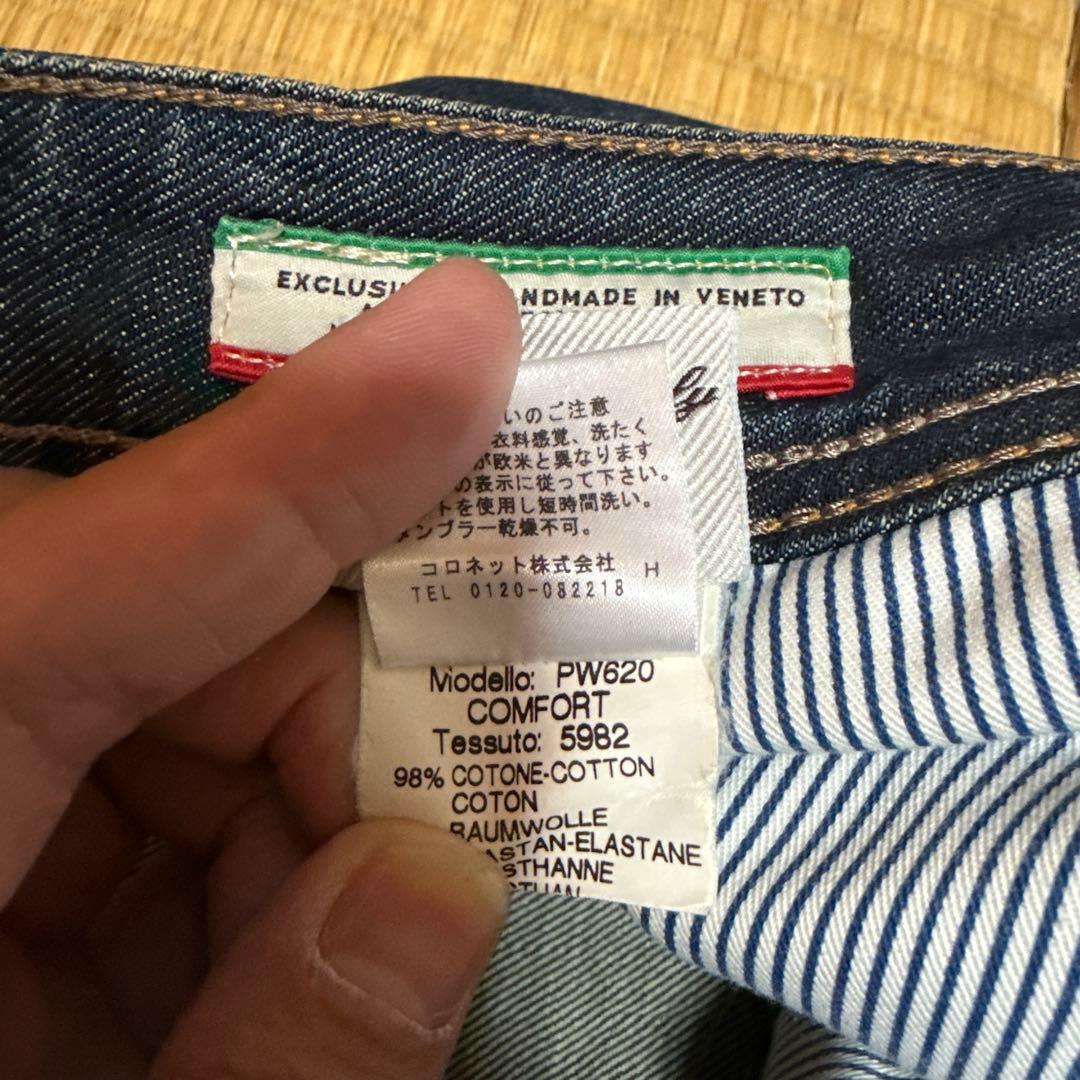 EXCLUSI NDMADE IN VENETO
いのご注意
衣料感覚、洗たく
が欧米と異なります
の表示に従って下さい。
トを使用し短時間洗い。
ンブラー乾燥不可。
コロネット株式会社 H
TEL 0120-082218
Modello: PW620
COMFORT
Tessuto: 5982
98% COTONE-COTTON
COTON
BAUMWOLLE
ASTAN-ELASTANE
STHANNE